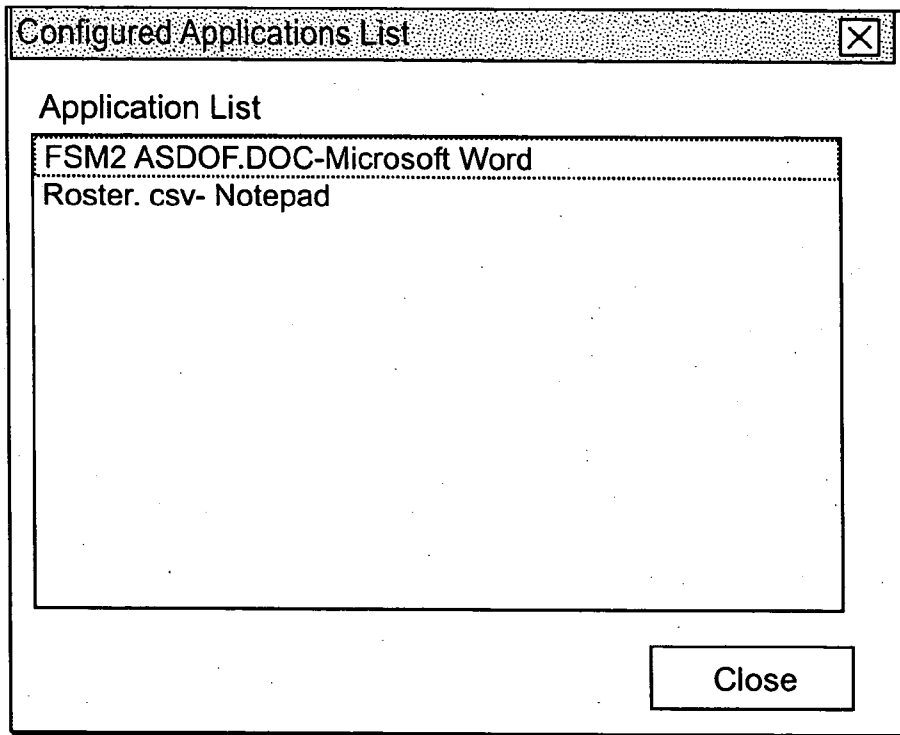 Configured Applications List
Application List
FSM2 ASDOF.DOC-Microsoft Word
Roster. csv- Notepad
Close